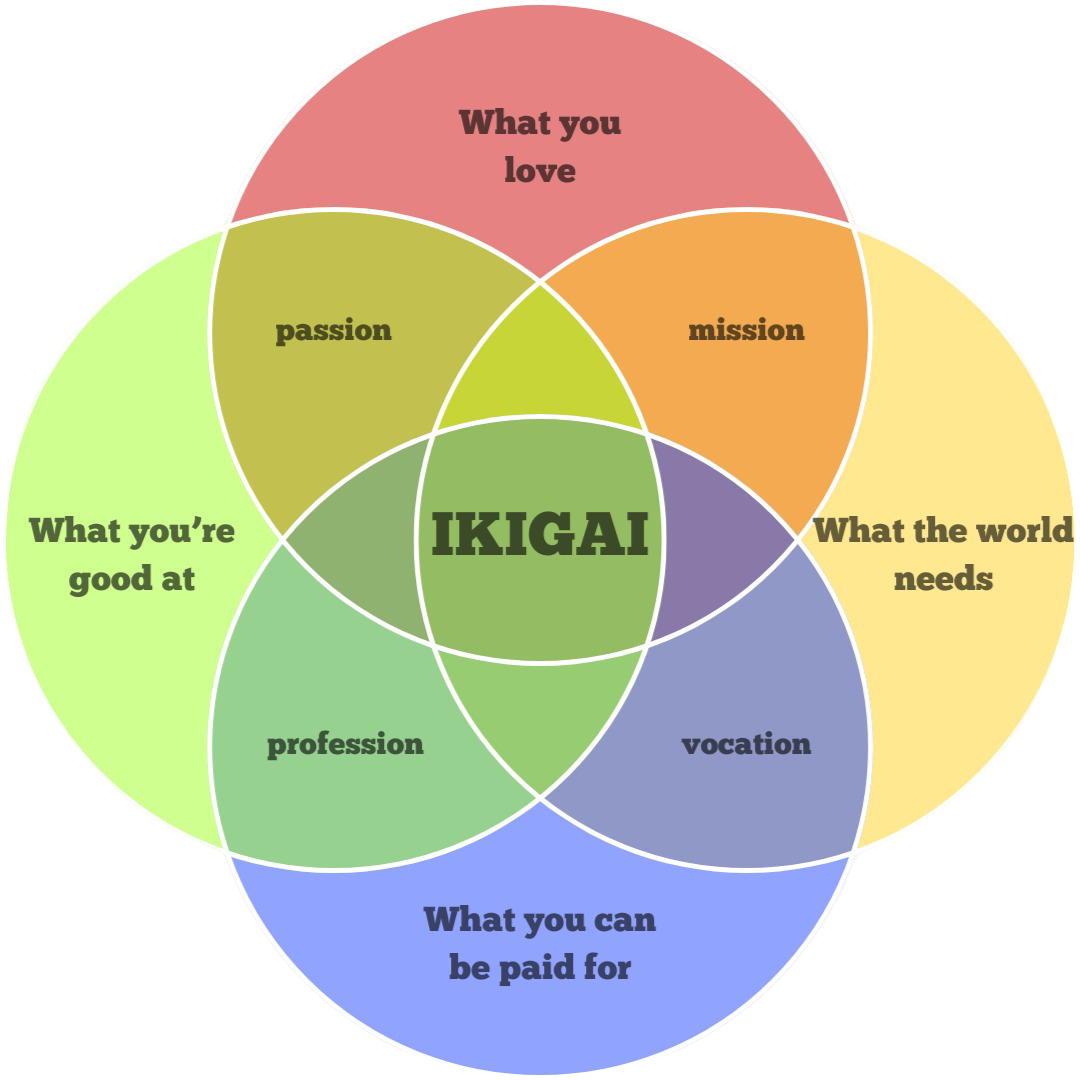 What you
love
passion
mission
What you’re
good at
IKIGAI
What the world
needs
profession
vocation
What you can
be paid for